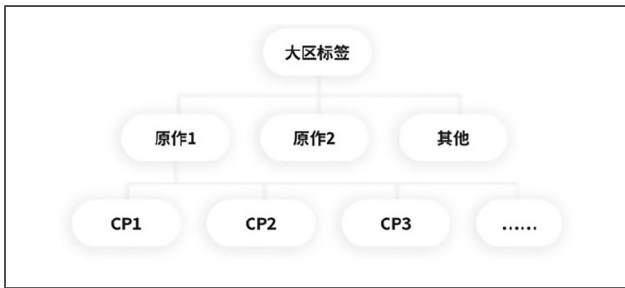 大区标签
原作1
原作2
其他
CP1
CP2
CP3
......